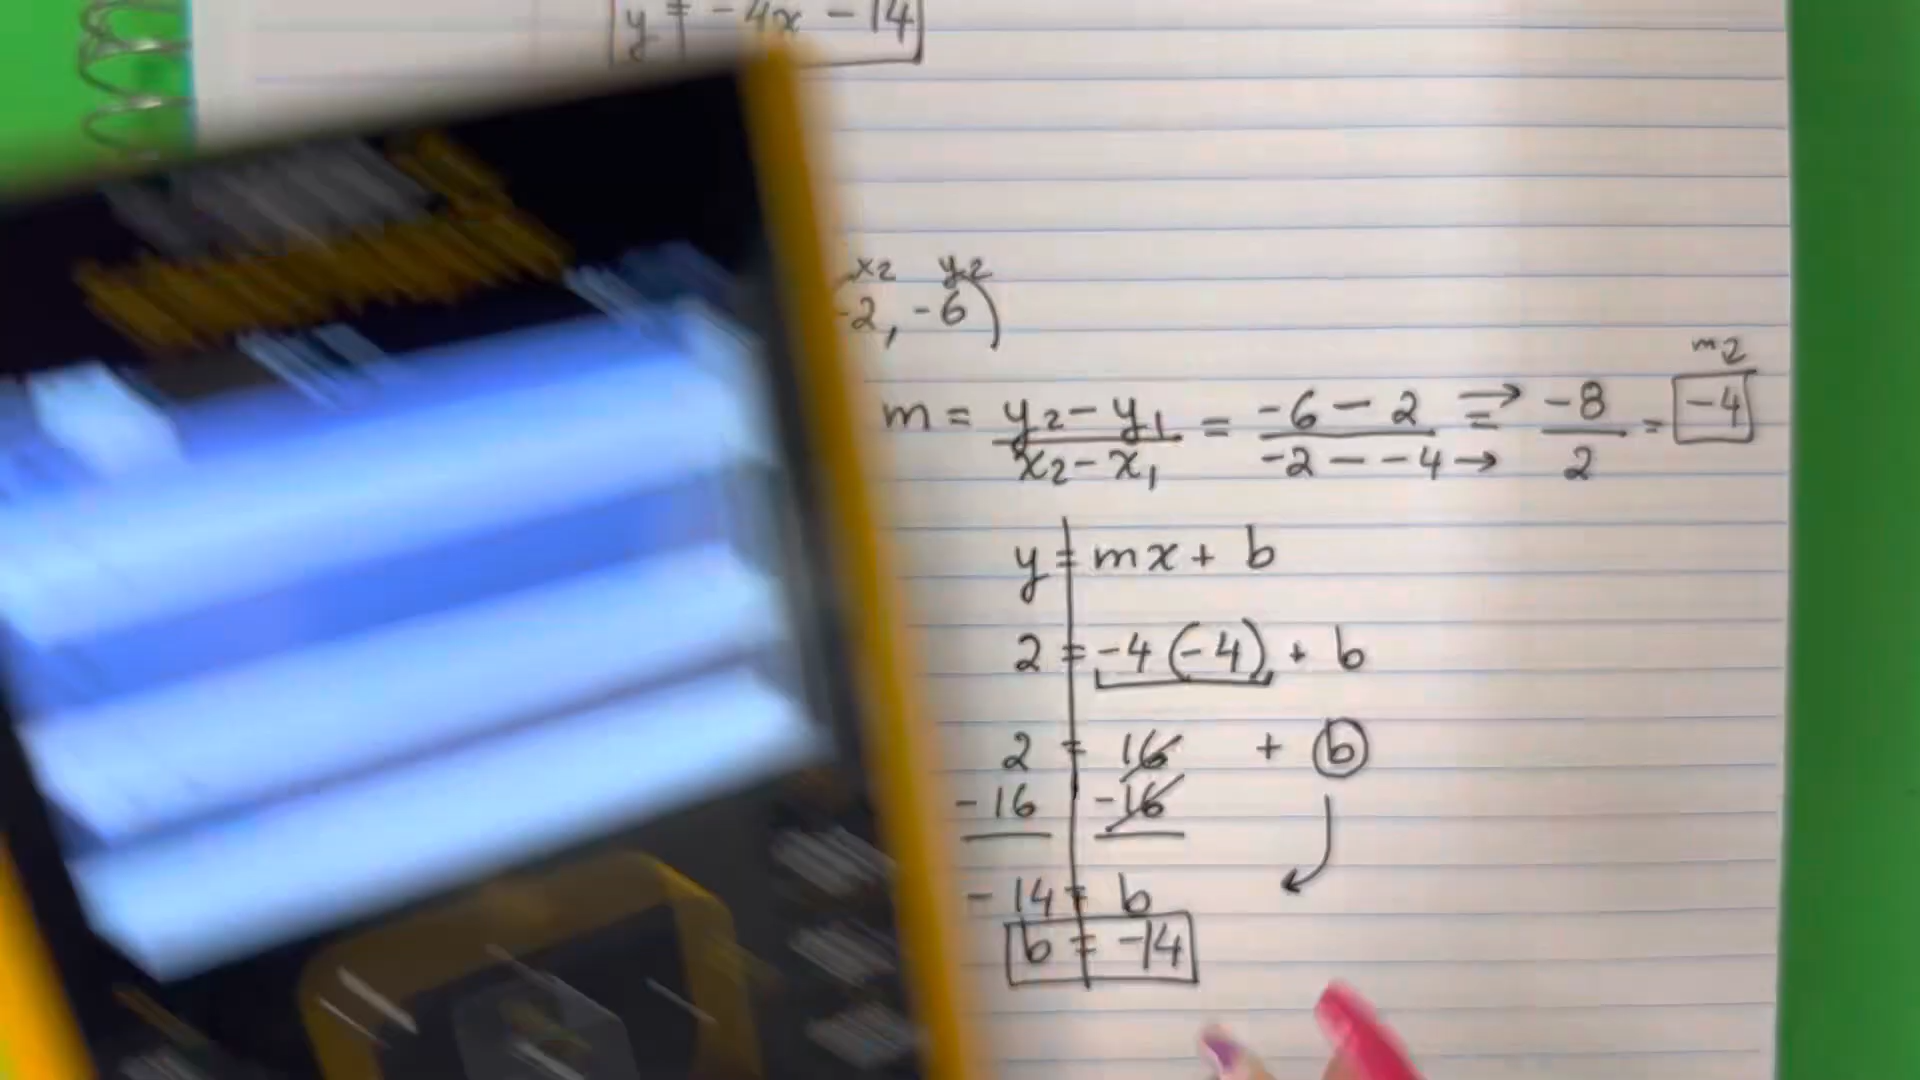 y = -4x - 14
x2 y2
-2, -6)
m2
m = y2 - y1 / x2 - x1 = -6 - 2 / -2 - -4 ⇒ -8 / 2 = -4
y = mx + b
2 = -4(-4) + b
2 = 16 + b
-16 -16
-14 = b
b = -14